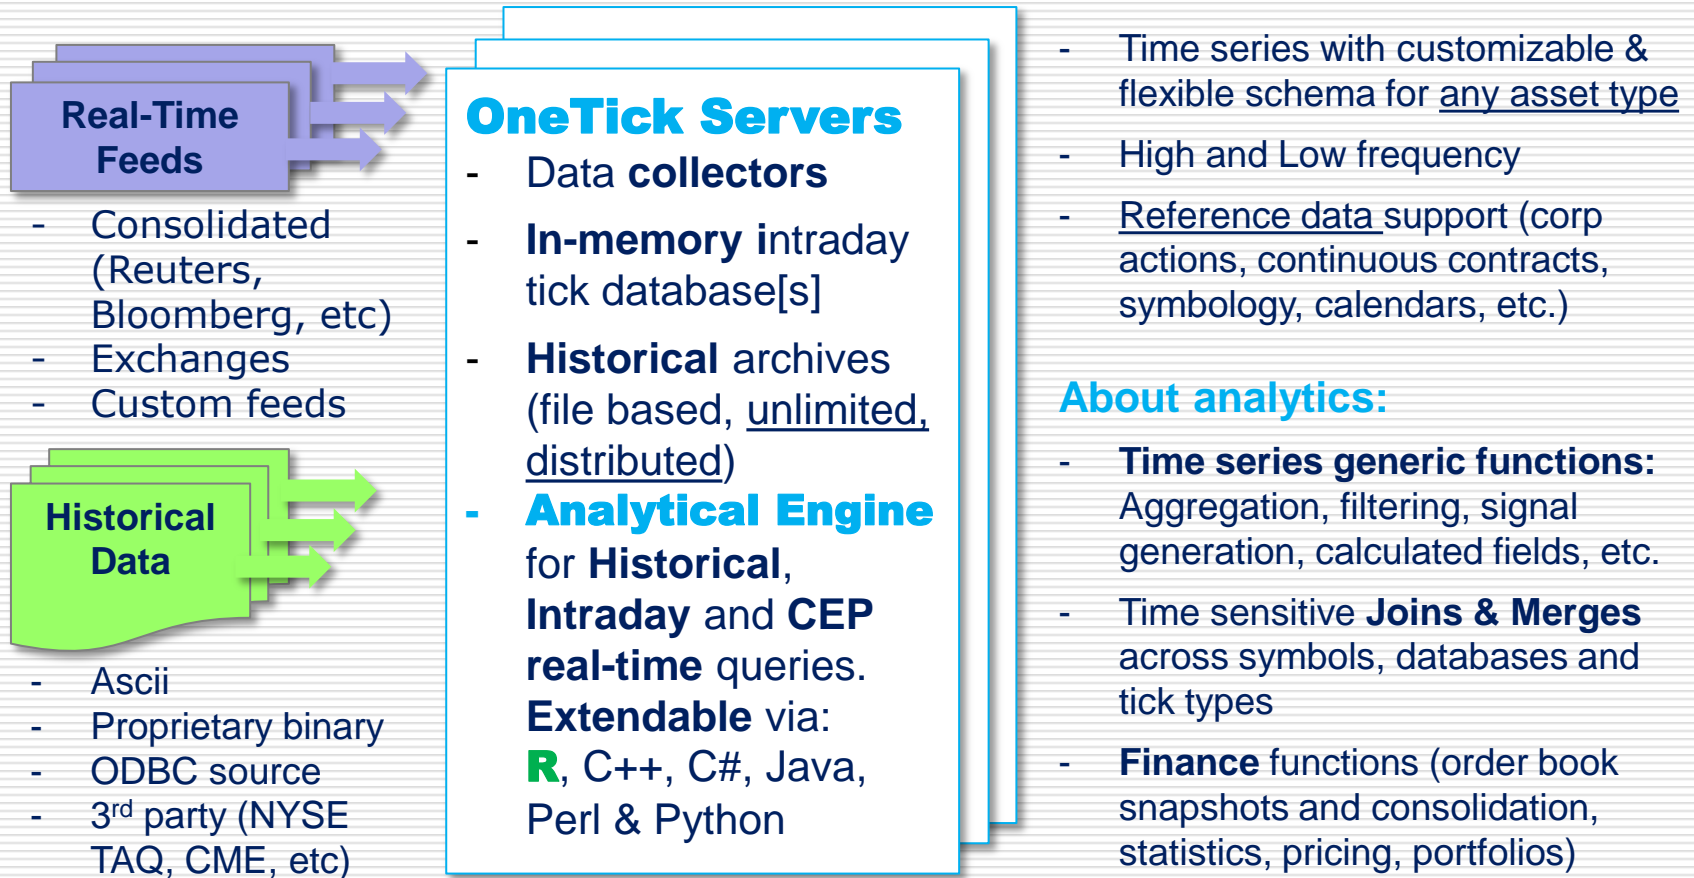 Real-Time
Feeds
- Consolidated
(Reuters,
Bloomberg, etc)
- Exchanges
- Custom feeds
Historical
Data
- Ascii
- Proprietary binary
- ODBC source
- 3rd party (NYSE
TAQ, CME, etc)
OneTick Servers
- Data collectors
- In-memory intraday
tick database[s]
- Historical archives
(file based, unlimited,
distributed)
- Analytical Engine
for Historical,
Intraday and CEP
real-time queries.
Extendable via:
R, C++, C#, Java,
Perl & Python
- Time series with customizable &
flexible schema for any asset type
- High and Low frequency
- Reference data support (corp
actions, continuous contracts,
symbology, calendars, etc.)
About analytics:
- Time series generic functions:
Aggregation, filtering, signal
generation, calculated fields, etc.
- Time sensitive Joins & Merges
across symbols, databases and
tick types
- Finance functions (order book
snapshots and consolidation,
statistics, pricing, portfolios)